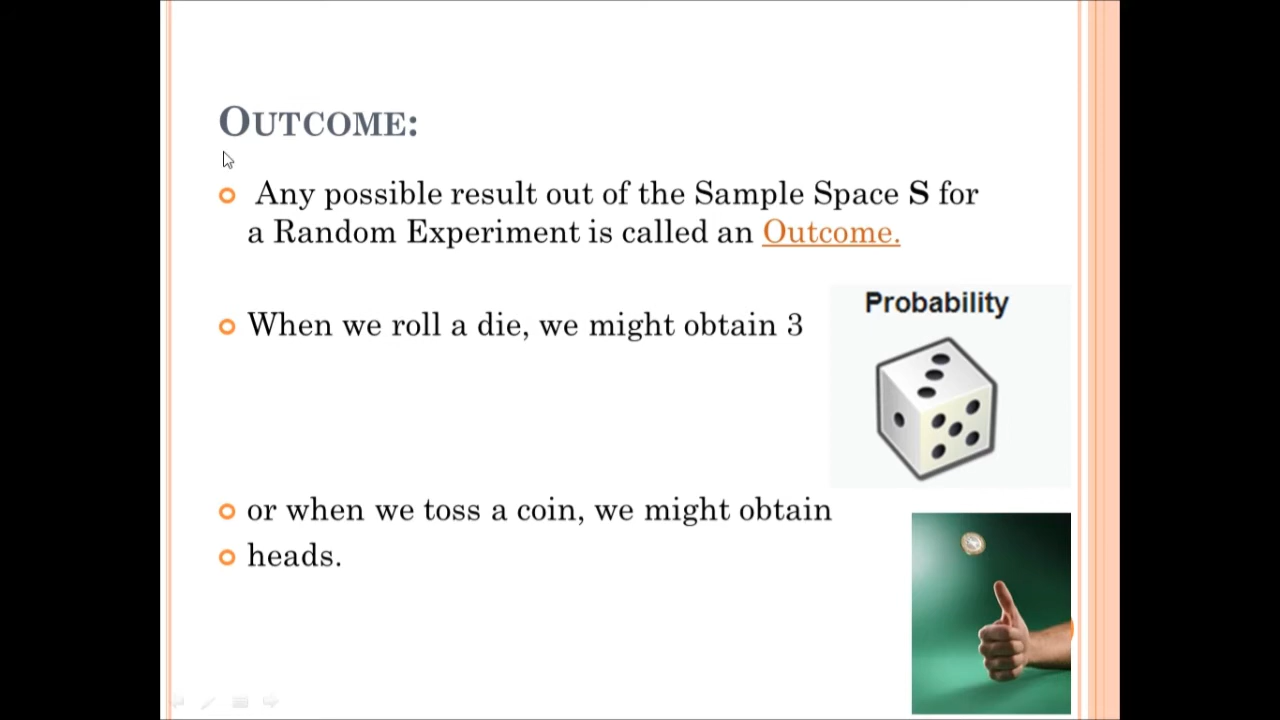 OUTCOME:
Any possible result out of the Sample Space S for
a Random Experiment is called an Outcome.
Probability
When we roll a die, we might obtain 3
or when we toss a coin, we might obtain
heads.